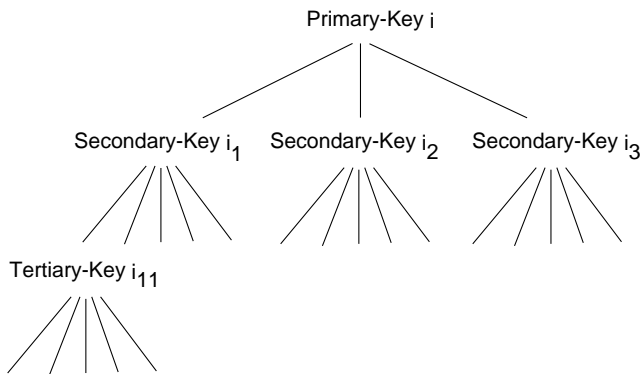 Primary-Key i
Secondary-Key i1
Secondary-Key i2
Secondary-Key i3
Tertiary-Key i11